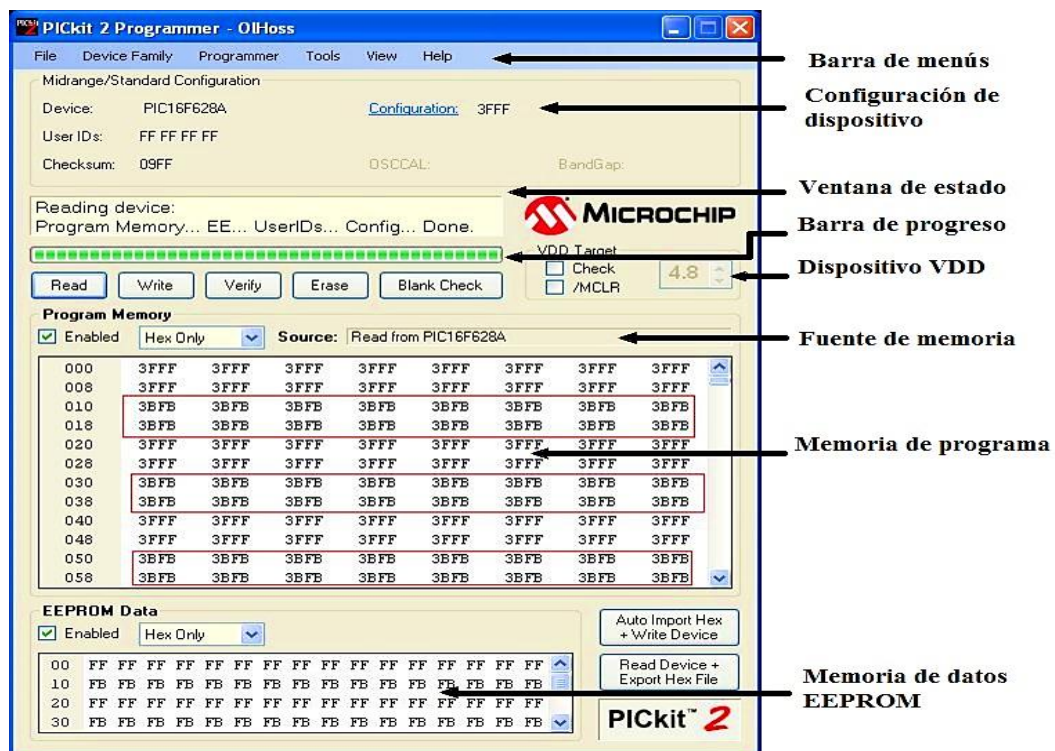 PICkit 2 Programmer - OlHoss
File Device Family Programmer Tools View Help
Barra de menús
Midrange/Standard Configuration
Device: PIC16F628A Configuration: 3FFF
Configuración de
dispositivo
User IDs: FF FF FF FF
Checksum: 09FF OSCCAL: BandGap:
Ventana de estado
Reading device:
Program Memory... EE... UserIDs... Config... Done.
MICROCHIP
Barra de progreso
VDD Target
Check
/MCLR
4.8
Dispositivo VDD
Read Write Verify Erase Blank Check
Program Memory
Enabled Hex Only Source: Read from PIC16F628A
Fuente de memoria
000 3FFF 3FFF 3FFF 3FFF 3FFF 3FFF 3FFF 3FFF
008 3FFF 3FFF 3FFF 3FFF 3FFF 3FFF 3FFF 3FFF
010 3BFB 3BFB 3BFB 3BFB 3BFB 3BFB 3BFB 3BFB
018 3BFB 3BFB 3BFB 3BFB 3BFB 3BFB 3BFB 3BFB
020 3FFF 3FFF 3FFF 3FFF 3FFF 3FFF 3FFF 3FFF
028 3FFF 3FFF 3FFF 3FFF 3FFF 3FFF 3FFF 3FFF
030 3BFB 3BFB 3BFB 3BFB 3BFB 3BFB 3BFB 3BFB
038 3BFB 3BFB 3BFB 3BFB 3BFB 3BFB 3BFB 3BFB
040 3FFF 3FFF 3FFF 3FFF 3FFF 3FFF 3FFF 3FFF
048 3FFF 3FFF 3FFF 3FFF 3FFF 3FFF 3FFF 3FFF
050 3BFB 3BFB 3BFB 3BFB 3BFB 3BFB 3BFB 3BFB
058 3BFB 3BFB 3BFB 3BFB 3BFB 3BFB 3BFB 3BFB
Memoria de programa
EEPROM Data
Enabled Hex Only
Auto Import Hex
+ Write Device
00 FF FF FF FF FF FF FF FF FF FF FF FF FF FF FF FF
10 FB FB FB FB FB FB FB FB FB FB FB FB FB FB FB FB
20 FF FF FF FF FF FF FF FF FF FF FF FF FF FF FF FF
30 FB FB FB FB FB FB FB FB FB FB FB FB FB FB FB FB
Read Device +
Export Hex File
PICkit™ 2
Memoria de datos
EEPROM